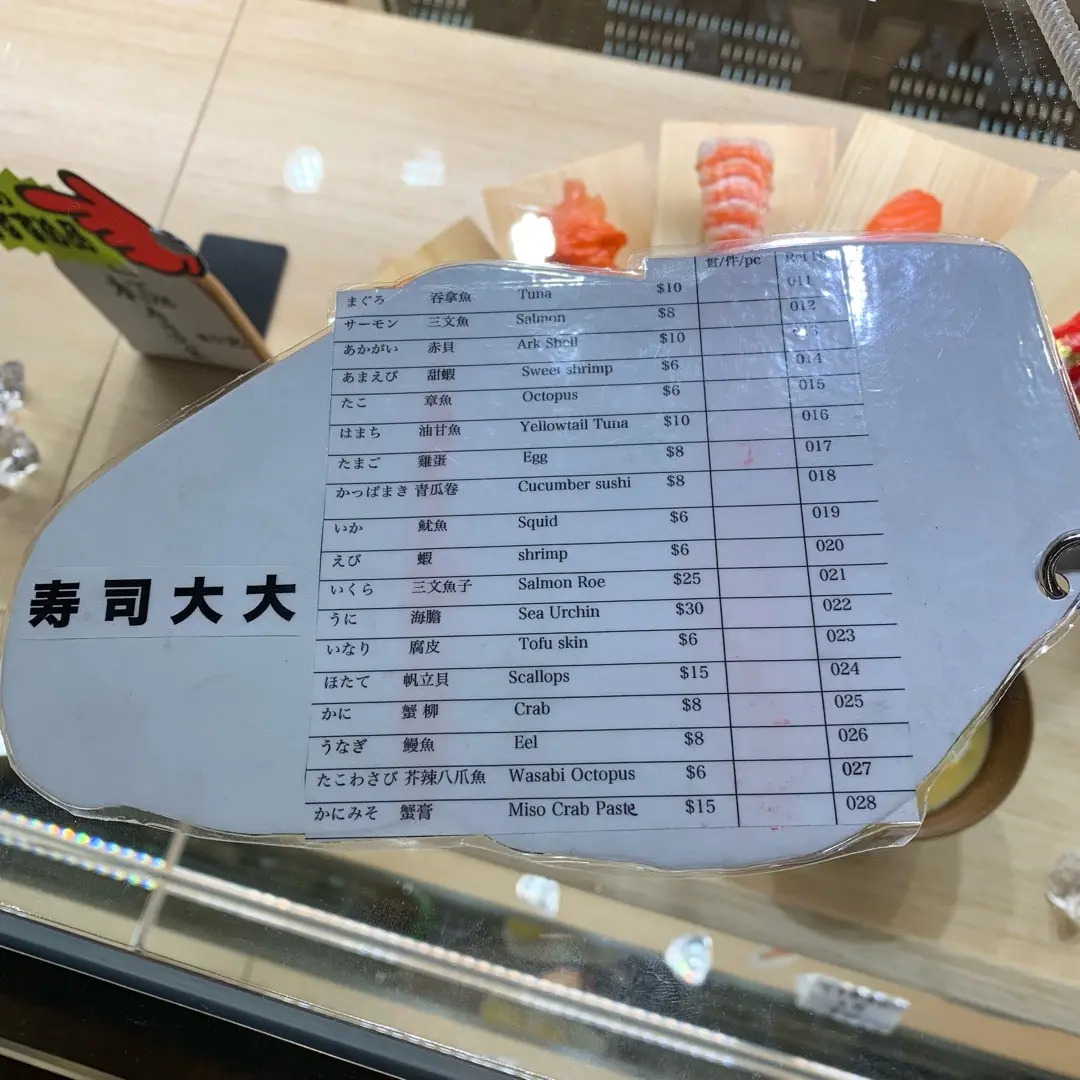 個/件/pc
まぐろ 吞拿魚 Tuna $10 011
サーモン 三文魚 Salmon $8 012
あかがい 赤貝 Ark Shell $10
あまえび 甜蝦 Sweet shrimp $6 014
たこ 章魚 Octopus $6 015
はまち 油甘魚 Yellowtail Tuna $10 016
たまご 雞蛋 Egg $8 017
かっぱまき 青瓜卷 Cucumber sushi $8 018
いか 魷魚 Squid $6 019
えび 蝦 shrimp $6 020
いくら 三文魚子 Salmon Roe $25 021
うに 海膽 Sea Urchin $30 022
いなり 腐皮 Tofu skin $6 023
ほたて 帆立貝 Scallops $15 024
かに 蟹柳 Crab $8 025
うなぎ 鰻魚 Eel $8 026
たこわさび 芥辣八爪魚 Wasabi Octopus $6 027
かにみそ 蟹膏 Miso Crab Paste $15 028
寿司大大